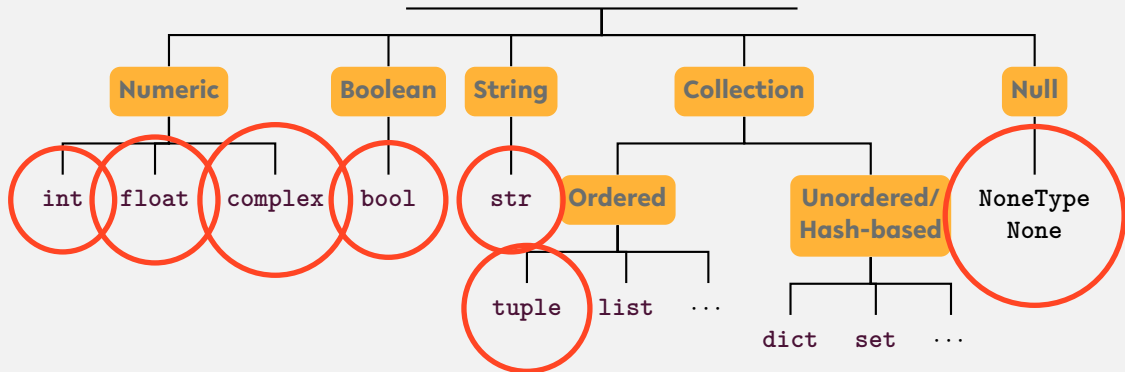 Numeric Boolean String Collection Null
int float complex bool str Ordered Unordered/ Hash-based NoneType None
tuple list ...
dict set ...